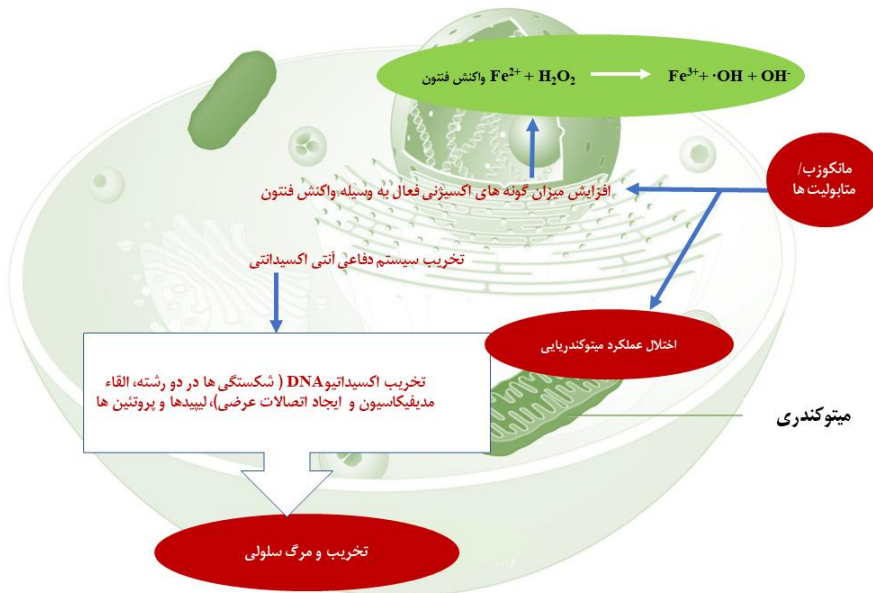 واکنش فنتون Fe²⁺ + H₂O₂ → Fe³⁺ + ·OH + OH⁻
مانکوزب/
متابولیت ها
افزایش میزان گونه های اکسیژنی فعال به وسیله واکنش فنتون
تخریب سیستم دفاعی آنتی اکسیدانتی
اختلال عملکرد میتوکندریایی
تخریب اکسیداتیوDNA ( شکستگی ها در دو رشته، القاء
مدیفیکاسیون و ایجاد اتصالات عرضی)، لیپیدها و پروتئین ها
میتوکندری
تخریب و مرگ سلولی